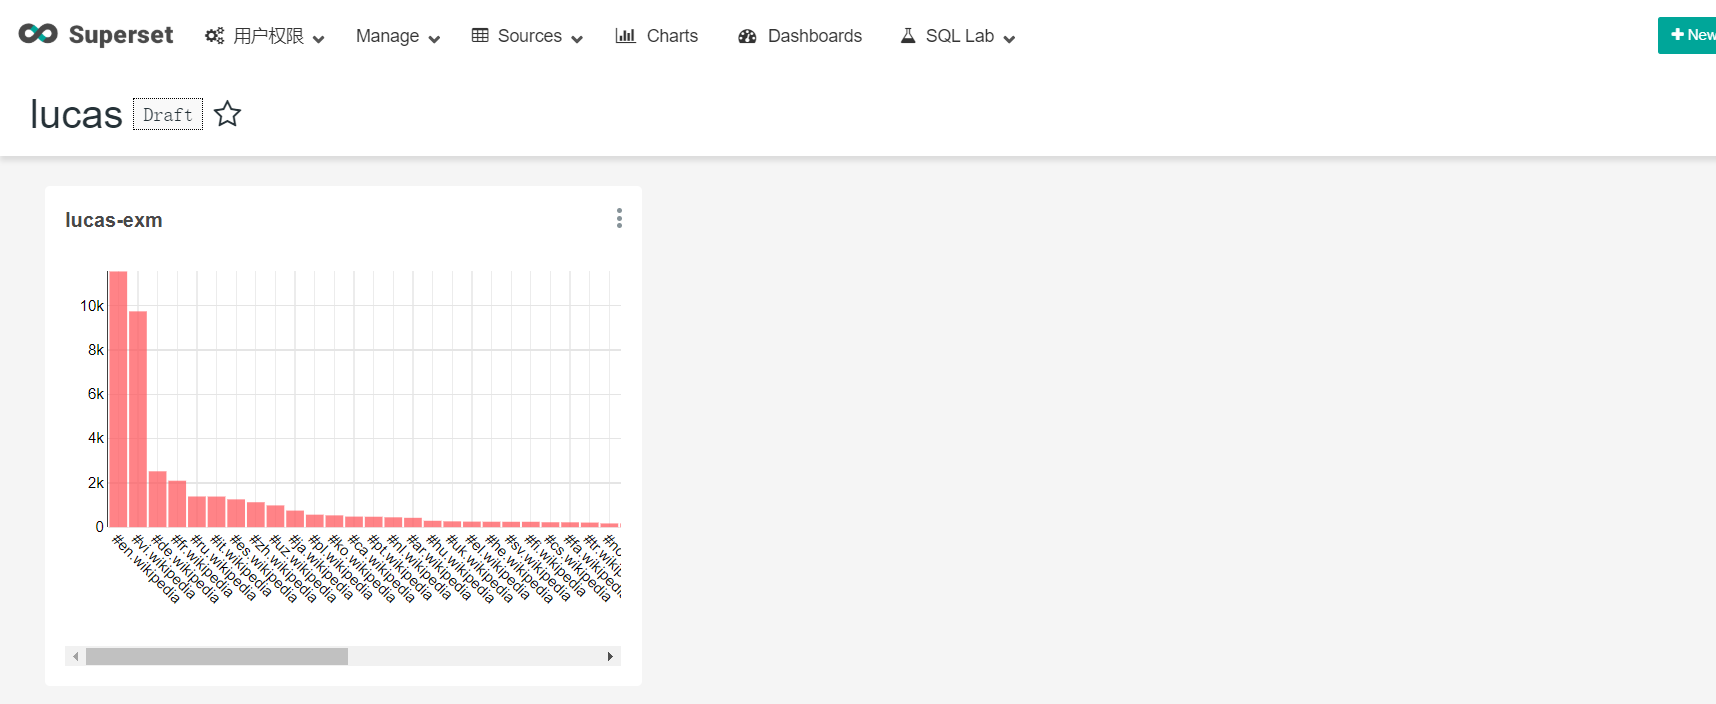 Superset 用户权限 Manage Sources Charts Dashboards SQL Lab New
lucas Draft
lucas-exm
10k
8k
6k
4k
2k
0
#en.wikipedia #vi.wikipedia #de.wikipedia #fr.wikipedia #ru.wikipedia #it.wikipedia #es.wikipedia #zh.wikipedia #uz.wikipedia #ja.wikipedia #pl.wikipedia #ko.wikipedia #ca.wikipedia #pt.wikipedia #nl.wikipedia #ar.wikipedia #hu.wikipedia #uk.wikipedia #el.wikipedia #he.wikipedia #sv.wikipedia #fi.wikipedia #cs.wikipedia #fa.wikipedia #tr.wikip